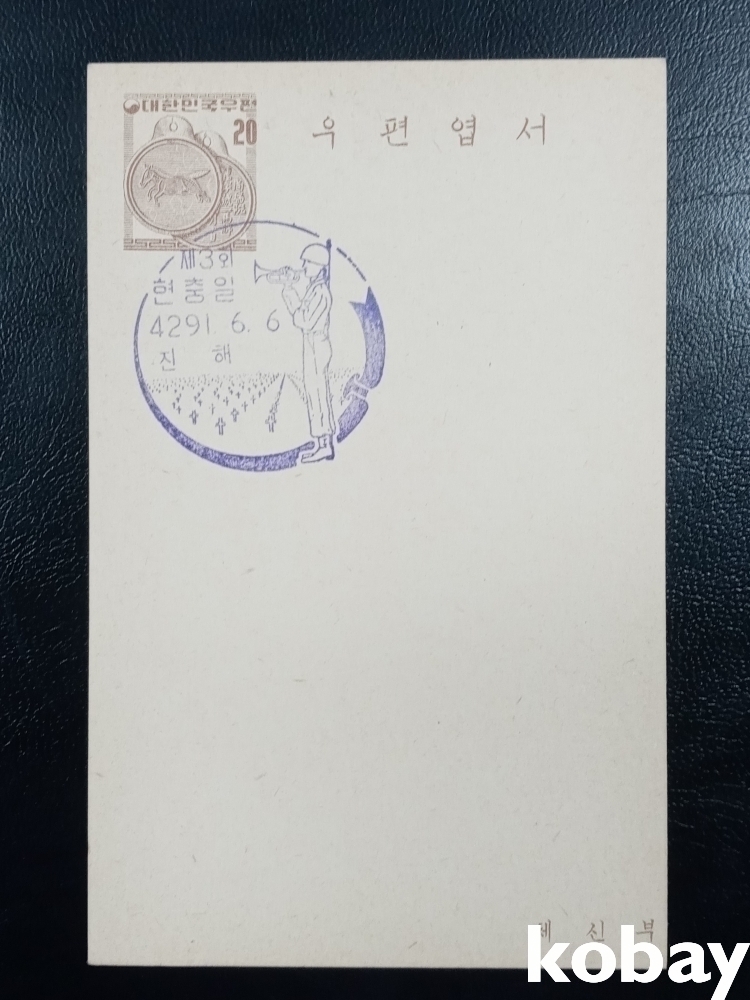 대한민국우편
20
우편엽서
제3회
현충일
4291. 6. 6
진해
체신부
kobay